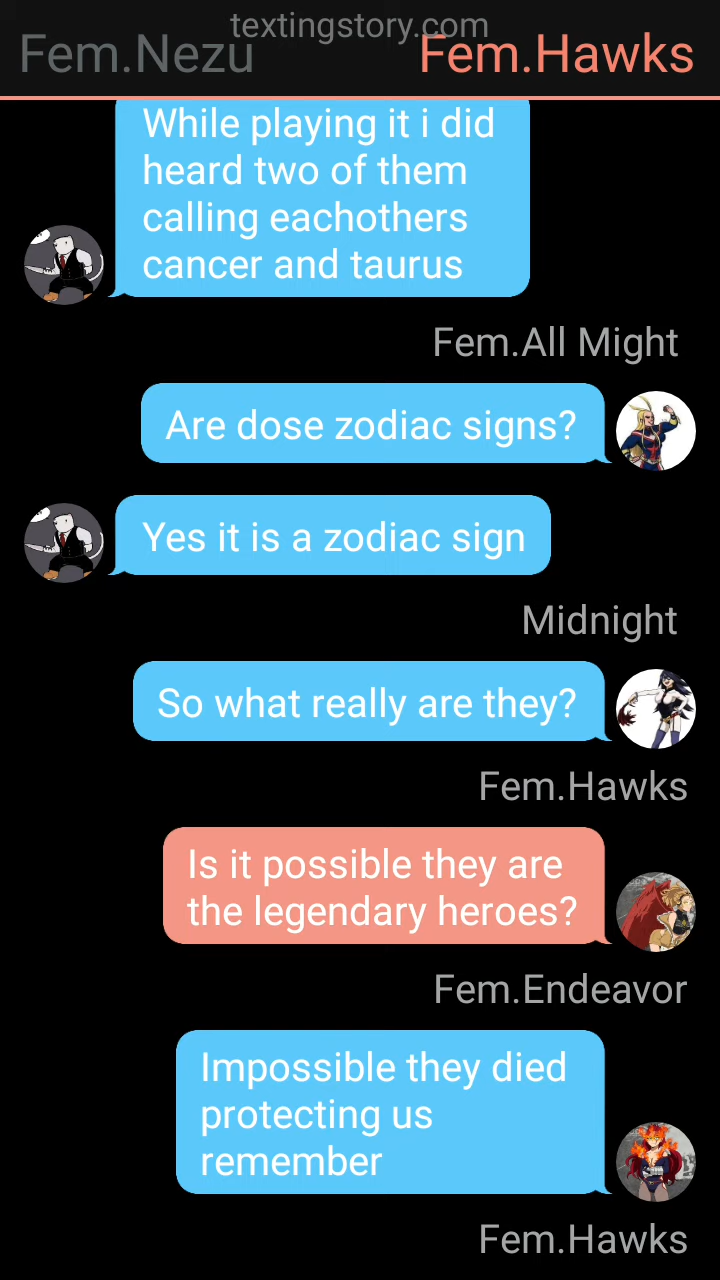 textingstory.com
Fem.Nezu
Fem.Hawks
While playing it i did
heard two of them
calling eachothers
cancer and taurus
Fem.All Might
Are dose zodiac signs?
Yes it is a zodiac sign
Midnight
So what really are they?
Fem.Hawks
Is it possible they are
the legendary heroes?
Fem.Endeavor
Impossible they died
protecting us
remember
Fem.Hawks